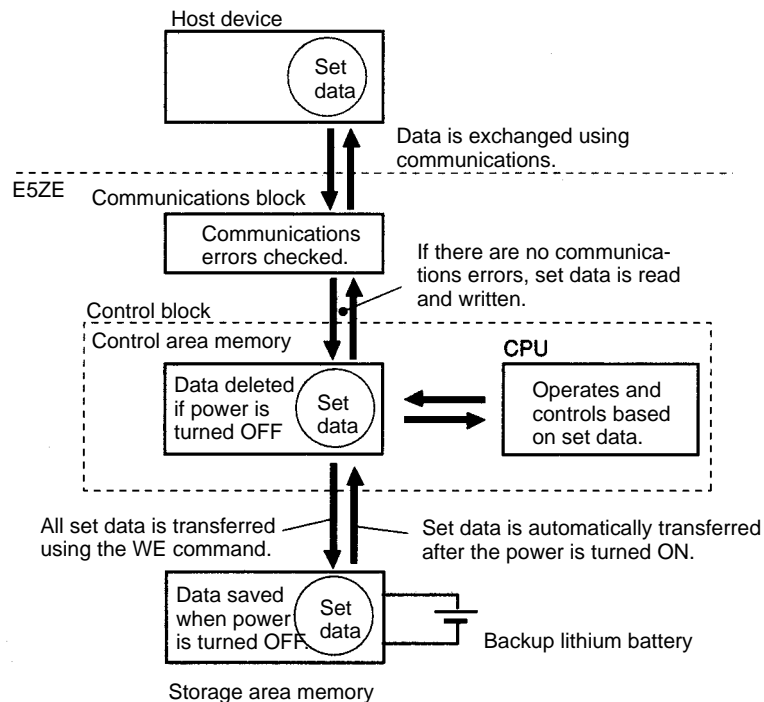 Host device
Set
data
Data is exchanged using
communications.
E5ZE
Communications block
Communications
errors checked.
If there are no communica-
tions errors, set data is read
and written.
Control block
Control area memory
CPU
Data deleted
if power is
turned OFF
Set
data
Operates and
controls based
on set data.
All set data is transferred
using the WE command.
Set data is automatically transferred
after the power is turned ON.
Data saved
when power
is turned OFF.
Set
data
Backup lithium battery
Storage area memory